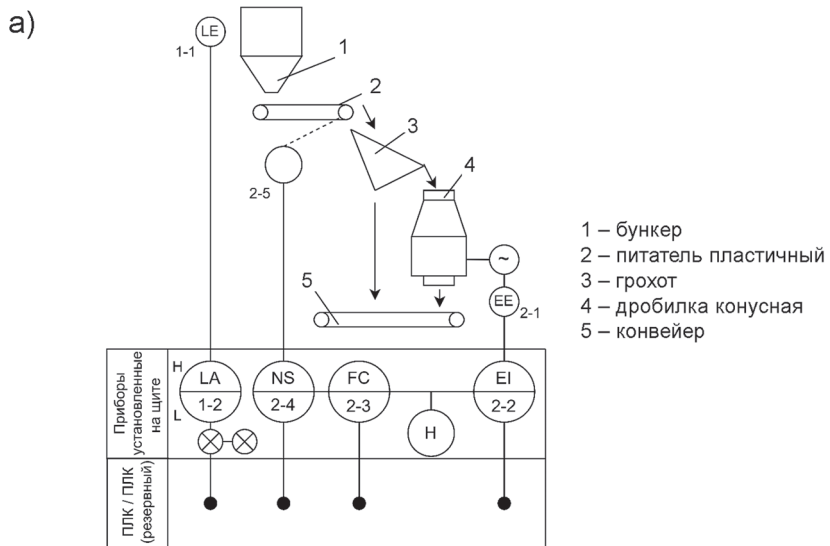 а)
LE
1-1
1
2
3
4
2-5
5
~
EE
2-1
1 – бункер
2 – питатель пластичный
3 – грохот
4 – дробилка конусная
5 – конвейер
Приборы
установленные
на щите
H
L
LA
1-2
NS
2-4
FC
2-3
H
EI
2-2
ПЛК / ПЛК
(резервный)